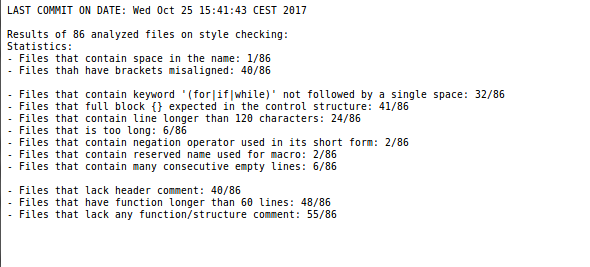 LAST COMMIT ON DATE: Wed Oct 25 15:41:43 CEST 2017
Results of 86 analyzed files on style checking:
Statistics:
- Files that contain space in the name: 1/86
- Files thah have brackets misaligned: 40/86
- Files that contain keyword '(for|if|while)' not followed by a single space: 32/86
- Files that full block {} expected in the control structure: 41/86
- Files that contain line longer than 120 characters: 24/86
- Files that is too long: 6/86
- Files that contain negation operator used in its short form: 2/86
- Files that contain reserved name used for macro: 2/86
- Files that contain many consecutive empty lines: 6/86
- Files that lack header comment: 40/86
- Files that have function longer than 60 lines: 48/86
- Files that lack any function/structure comment: 55/86